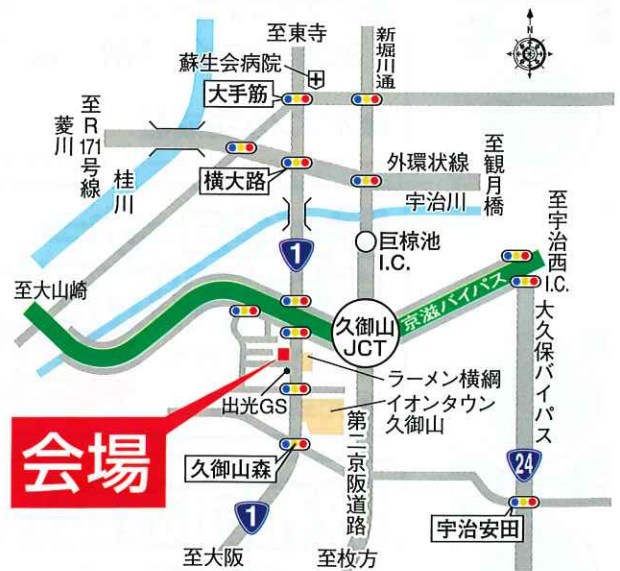 至東寺
新堀川通
N
蘇生会病院
大手筋
至R171号線
菱川
桂川
横大路
外環状線
宇治川
至観月橋
1
巨椋池
I.C.
至宇治西I.C.
至大山崎
久御山
JCT
京滋バイパス
大久保バイパス
ラーメン横綱
出光GS
イオンタウン
久御山
会場
久御山森
第二京阪道路
24
1
宇治安田
至大阪
至枚方